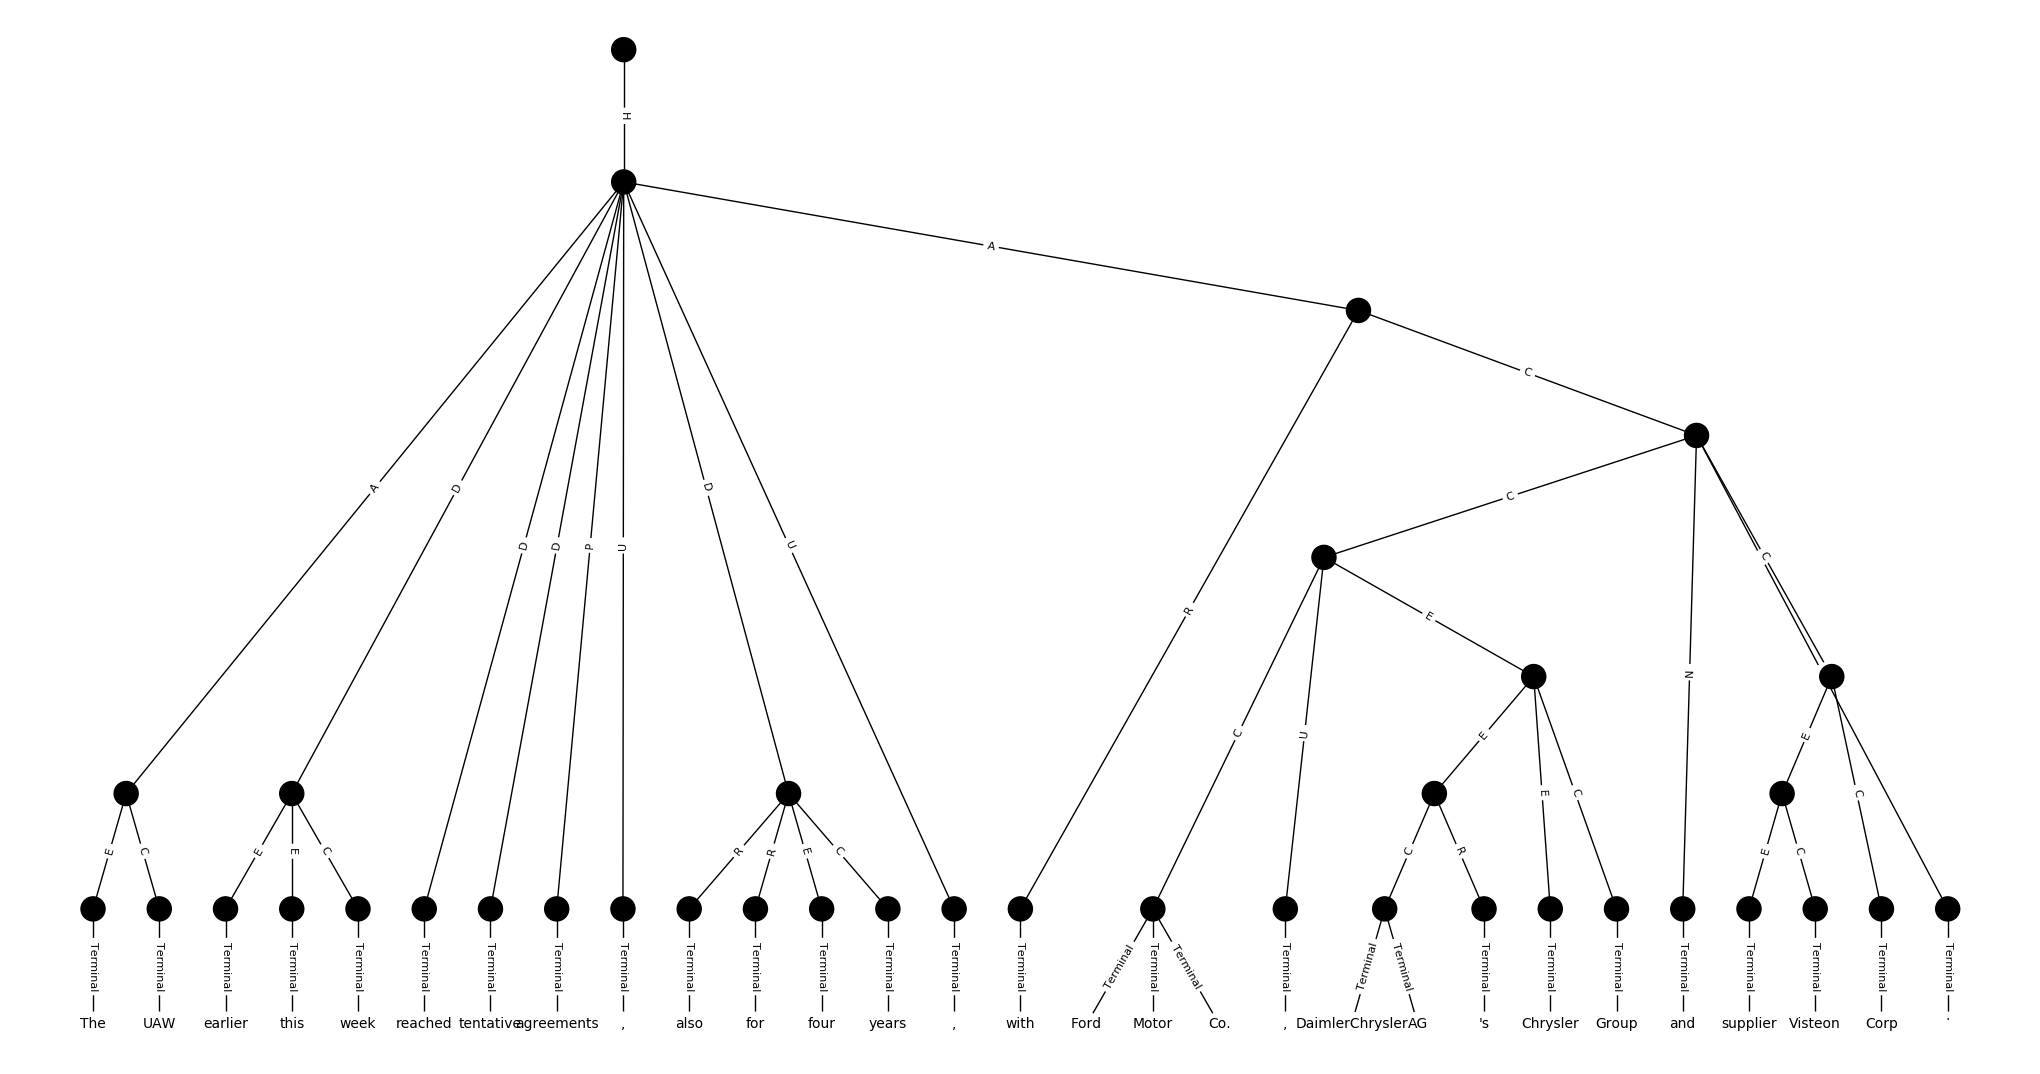 H
A
C
C
A
D
D
U
C
D
D
P
U
R
E
N
C
U
E
E
C
E
C
E
E
C
E
E
C
R
R
E
C
C
R
E
C
Terminal Terminal Terminal Terminal Terminal Terminal Terminal Terminal Terminal Terminal Terminal Terminal Terminal Terminal Terminal Terminal Terminal Terminal Terminal Terminal Terminal Terminal Terminal Terminal Terminal Terminal Terminal Terminal Terminal
The UAW earlier this week reached tentative agreements , also for four years , with Ford Motor Co. , DaimlerChrysler AG 's Chrysler Group and supplier Visteon Corp .